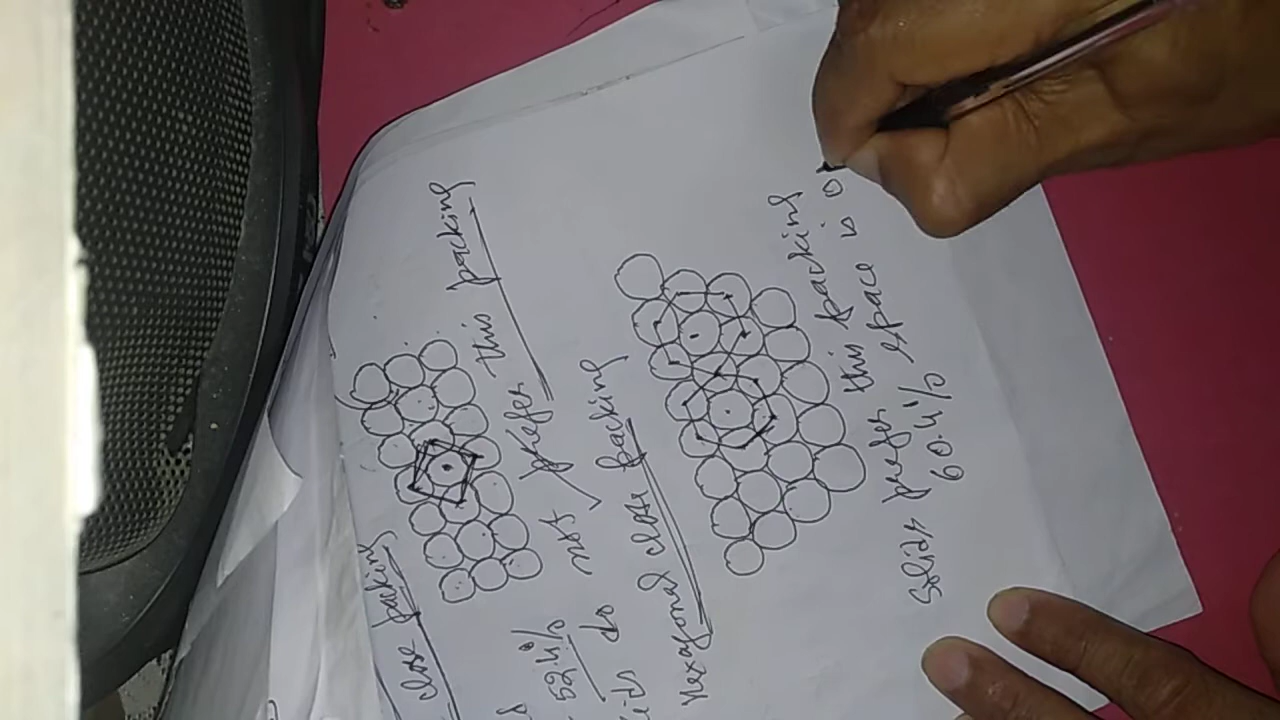 close packing
52.4%
do not prefer this packing
Hexagonal close packing
Solids prefer this packing
60.4% space is o